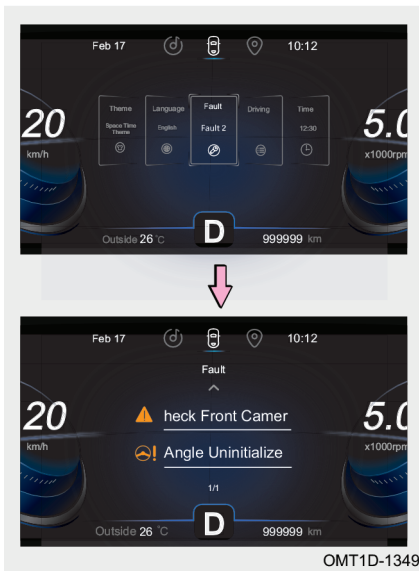 Feb 17 10:12
Theme Language Fault Driving Time
Space Time Theme English Fault 2 12:30
20 5.0
km/h x1000rpm
D
Outside 26 °C 999999 km
Feb 17 10:12
Fault
20 heck Front Camer 5.0
km/h Angle Uninitialize x1000rpm
1/1
D
Outside 26 °C 999999 km
OMT1D-1349